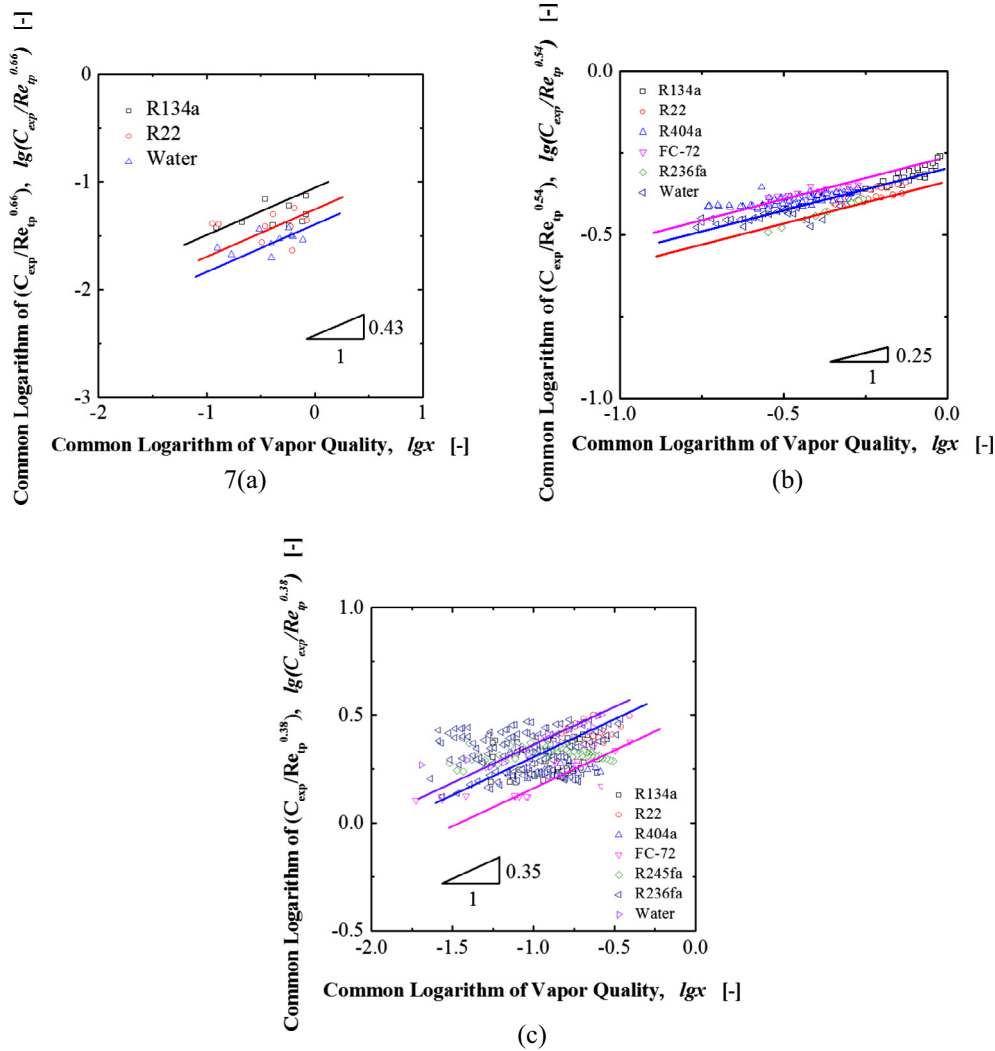 Common Logarithm of (C_exp/Re_tp^0.66), lg(C_exp/Re_tp^0.66) [-]
0
-1
-2
-3
R134a
R22
Water
0.43
1
-2
-1
0
1
Common Logarithm of Vapor Quality, lgx [-]
7(a)
Common Logarithm of (C_exp/Re_tp^0.54), lg(C_exp/Re_tp^0.54) [-]
0.0
-0.5
-1.0
R134a
R22
R404a
FC-72
R236fa
Water
0.25
1
-1.0
-0.5
0.0
Common Logarithm of Vapor Quality, lgx [-]
(b)
Common Logarithm of (C_exp/Re_tp^0.38), lg(C_exp/Re_tp^0.38) [-]
1.0
0.5
0.0
-0.5
0.35
1
R134a
R22
R404a
FC-72
R245fa
R236fa
Water
-2.0
-1.5
-1.0
-0.5
0.0
Common Logarithm of Vapor Quality, lgx [-]
(c)